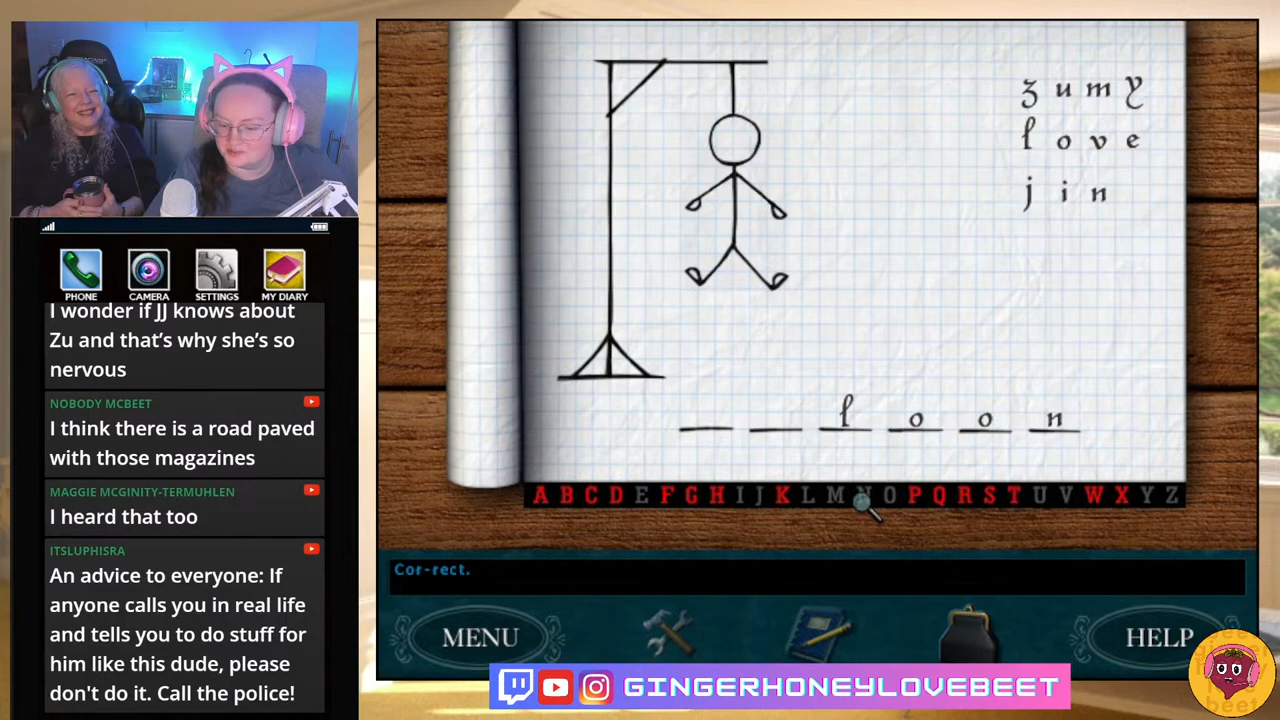 PHONE
CAMERA
SETTINGS
MY DIARY
I wonder if JJ knows about
Zu and that's why she's so
nervous
NOBODY MCBEET
I think there is a road paved
with those magazines
MAGGIE MCGINITY-TERMUHLEN
I heard that too
ITSLUPHISRA
An advice to everyone: If
anyone calls you in real life
and tells you to do stuff for
him like this dude, please
don't do it. Call the police!
zumy
love
jin
loon
A B C D E F G H I J K L M N O P Q R S T U V W X Y Z
Cor-rect.
MENU
HELP
GINGERHONEYLOVEBEET